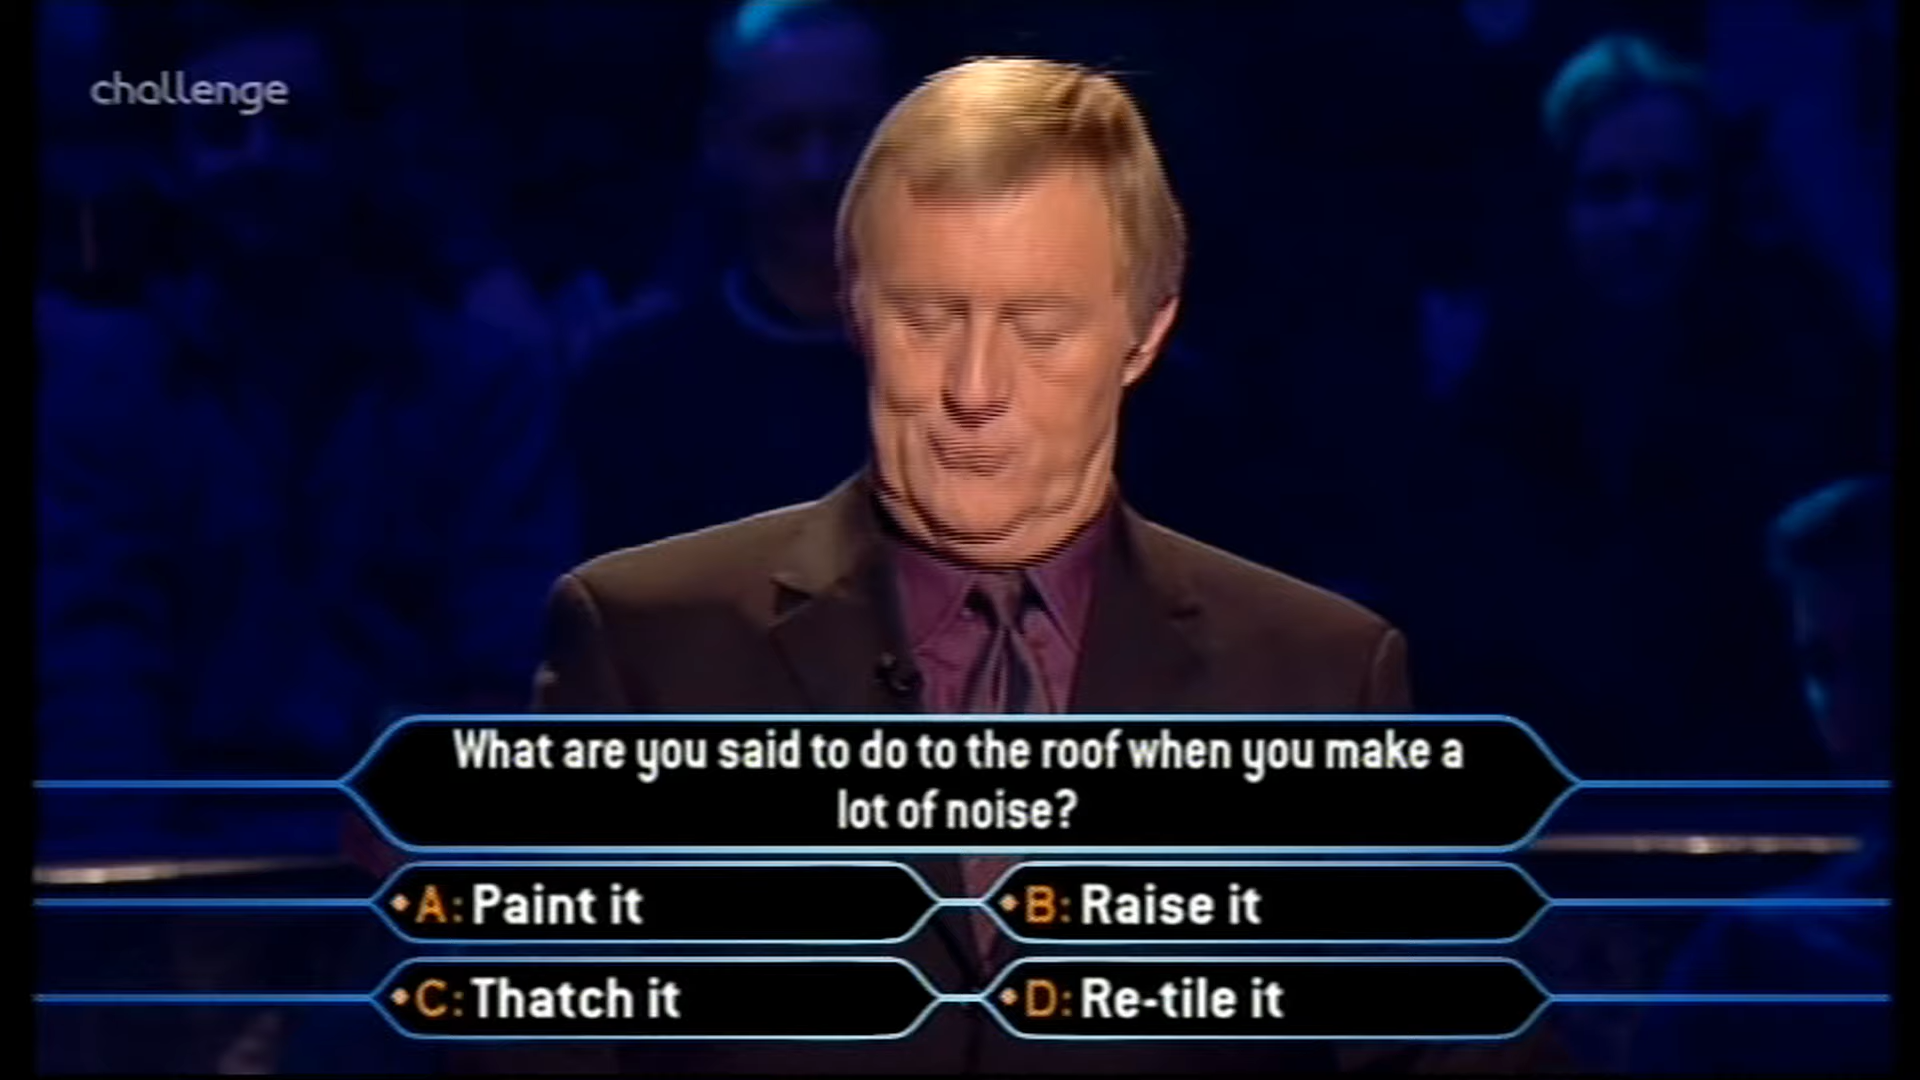 challenge
What are you said to do to the roof when you make a
lot of noise?
A: Paint it
B: Raise it
C: Thatch it
D: Re-tile it